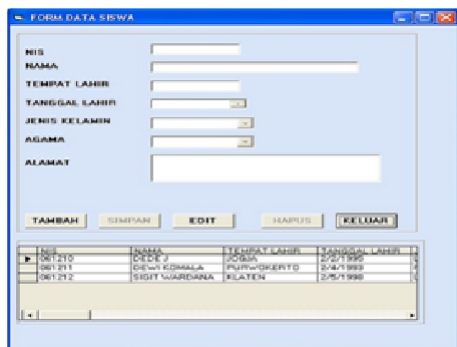 FORM DATA SISWA
NIS
NAMA
TEMPAT LAHIR
TANGGAL LAHIR
JENIS KELAMIN
AGAMA
ALAMAT
TAMBAH SIMPAN EDIT HAPUS KELUAR
NIS NAMA TEMPAT LAHIR TANGGAL LAHIR
061210 DEDE J JOGJA 2/2/1995
061211 DEWI KOMALA PURWOKERTO 2/4/1993
061212 SIGIT WARDANA KLATEN 2/5/1998